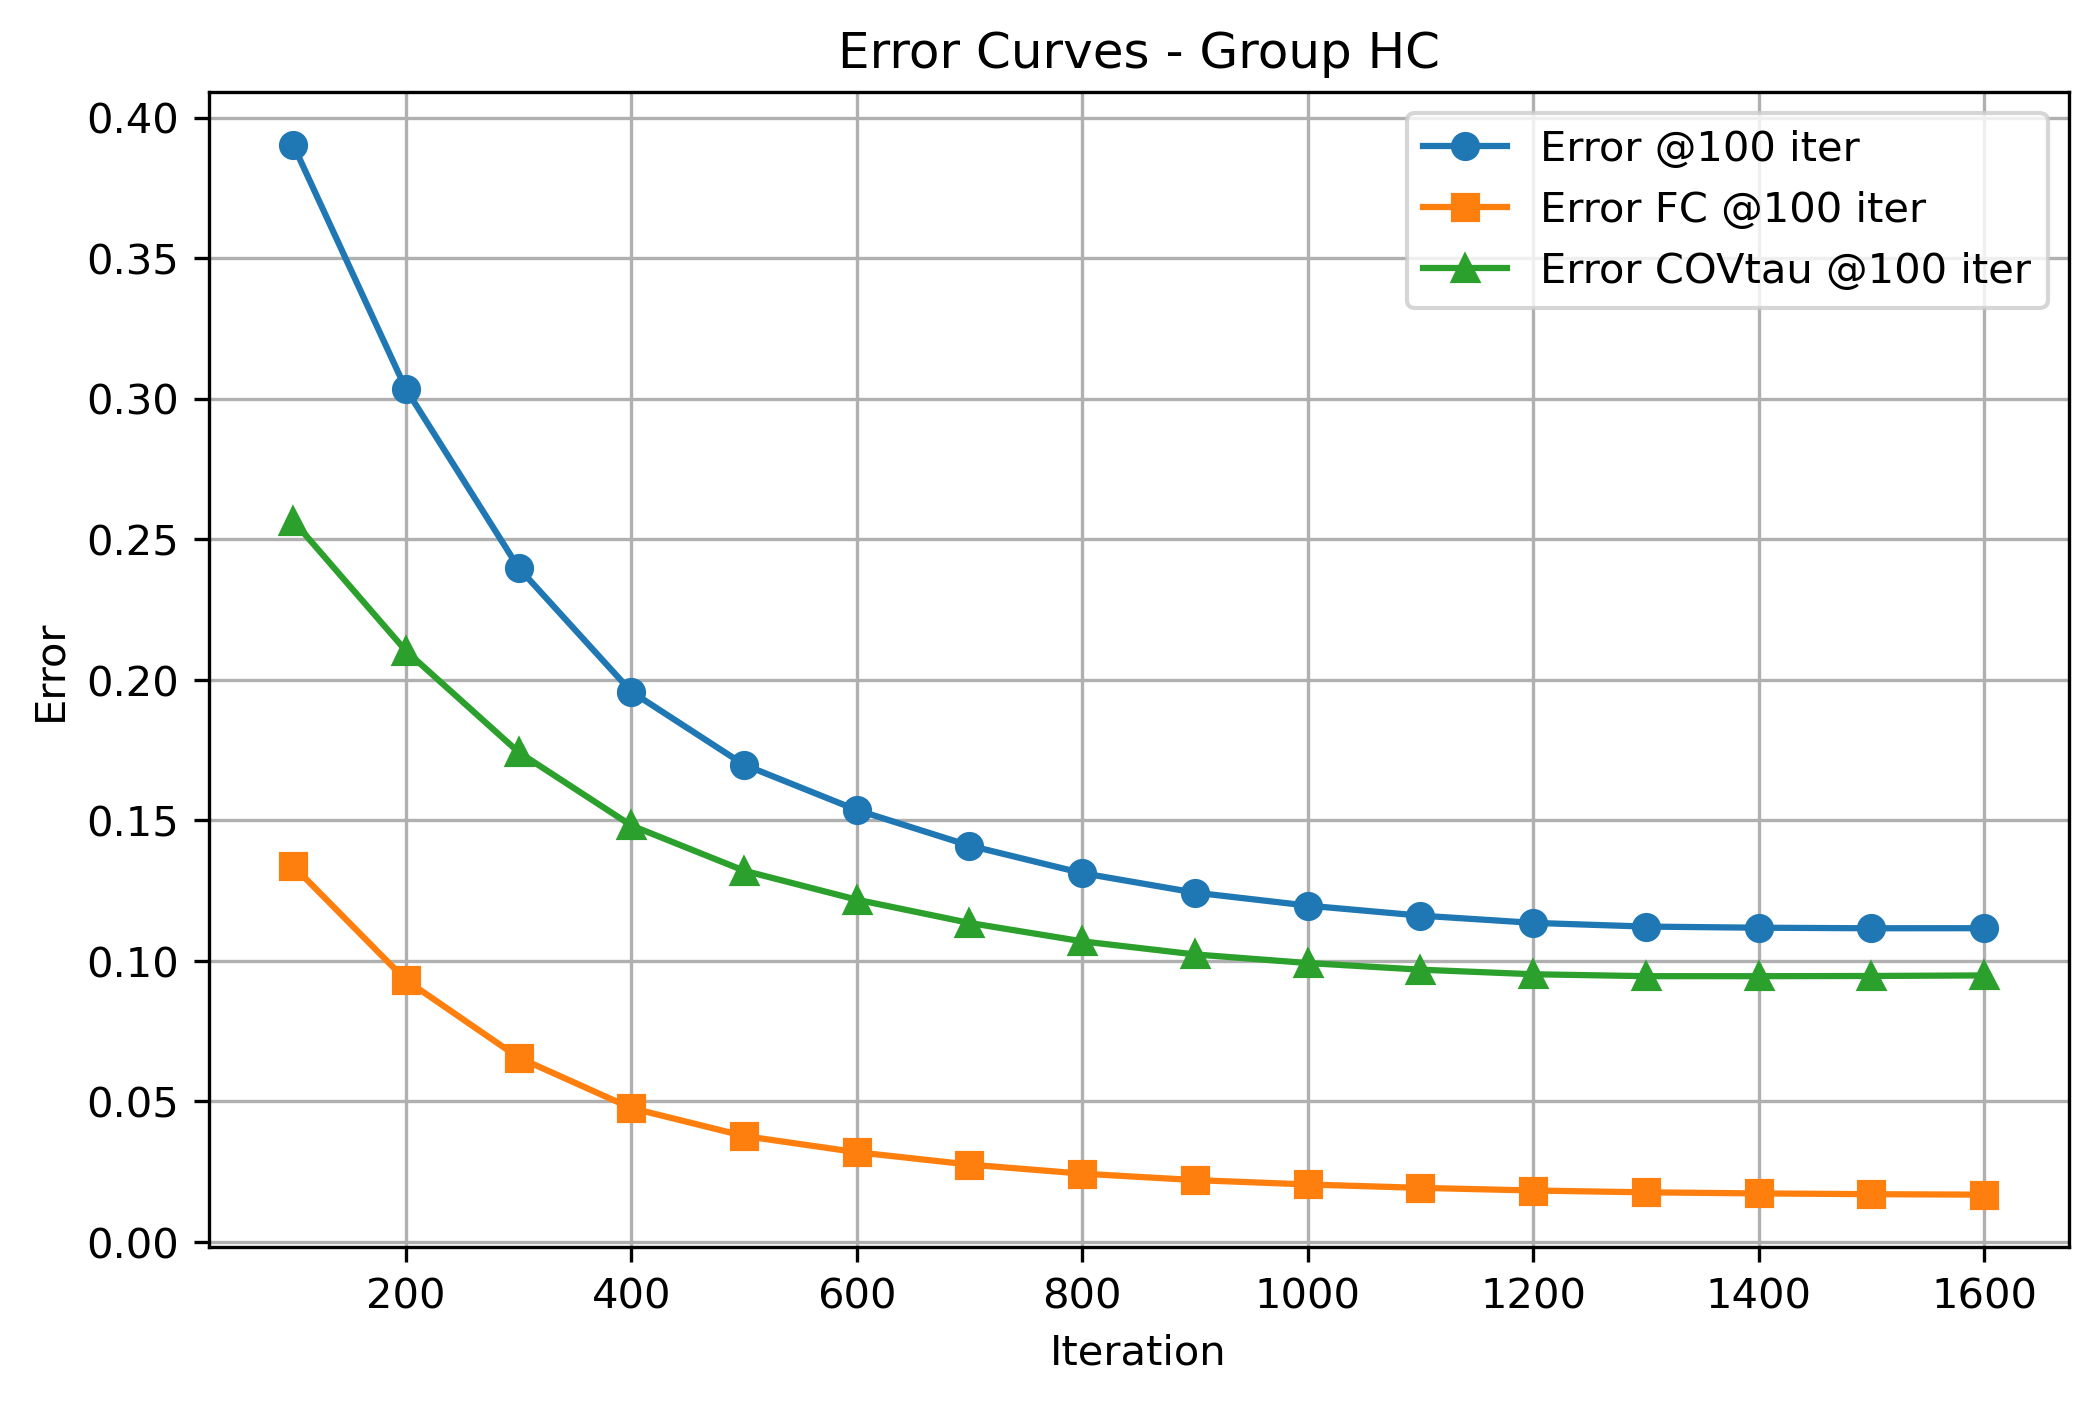 Error Curves - Group HC
Error @100 iter
Error FC @100 iter
Error COVtau @100 iter
0.40
0.35
0.30
0.25
0.20
0.15
0.10
0.05
0.00
Error
200 400 600 800 1000 1200 1400 1600
Iteration